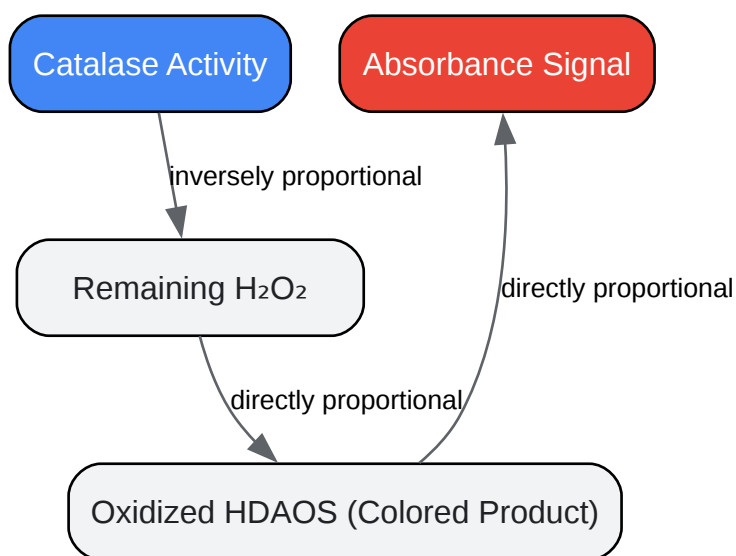 Catalase Activity
Absorbance Signal
inversely proportional
Remaining H₂O₂
directly proportional
directly proportional
Oxidized HDAOS (Colored Product)